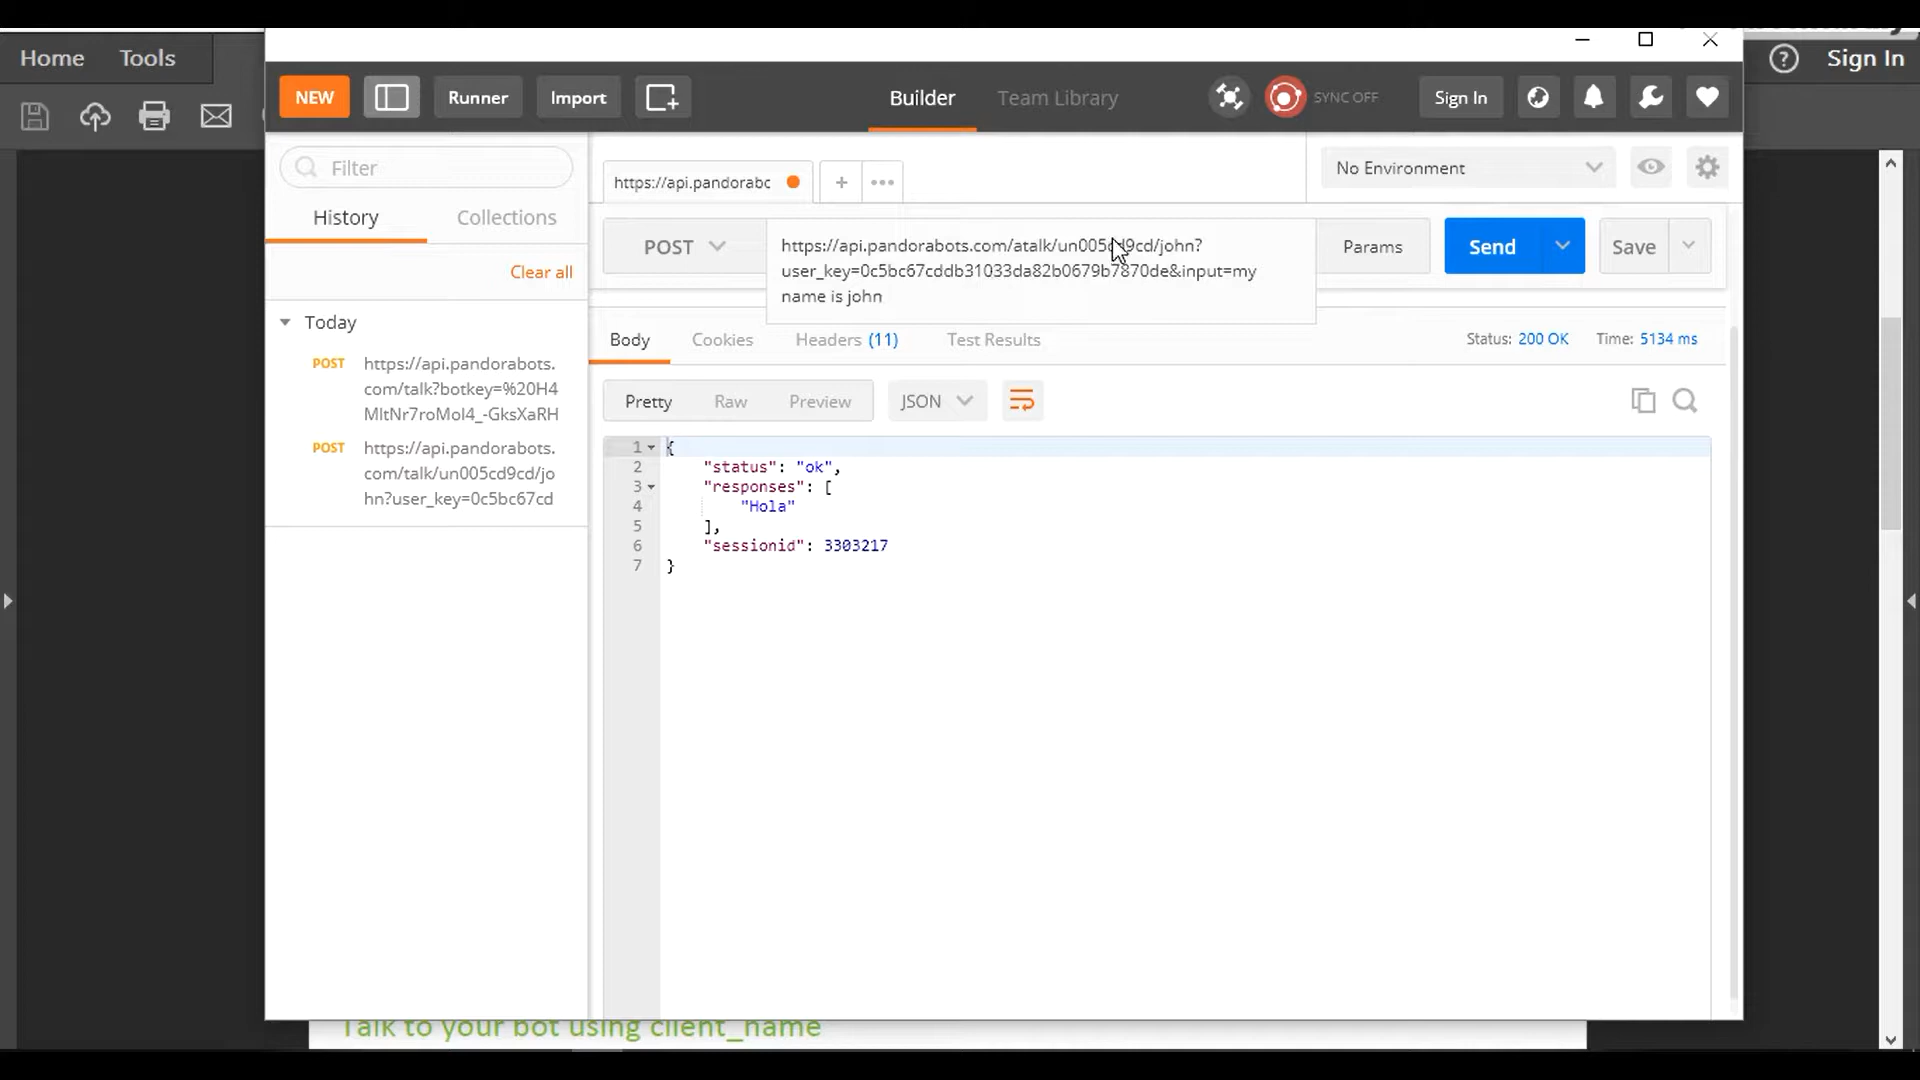 Home Tools
Sign In
NEW Runner Import Builder Team Library SYNC OFF Sign In
Filter
History Collections
Clear all
Today
POST https://api.pandorabots.
com/talk?botkey=%20H4
MltNr7roMol4_-GksXaRH
POST https://api.pandorabots.
com/talk/un005cd9cd/jo
hn?user_key=0c5bc67cd
https://api.pandorabc + •••
No Environment
POST
https://api.pandorabots.com/atalk/un005cd9cd/john?
user_key=0c5bc67cddb31033da82b0679b7870de&input=my
name is john
Params Send Save
Body Cookies Headers (11) Test Results Status: 200 OK Time: 5134 ms
Pretty Raw Preview JSON
1 {
2 "status": "ok",
3 "responses": [
4 "Hola"
5 ],
6 "sessionid": 3303217
7 }
Talk to your bot using client_name